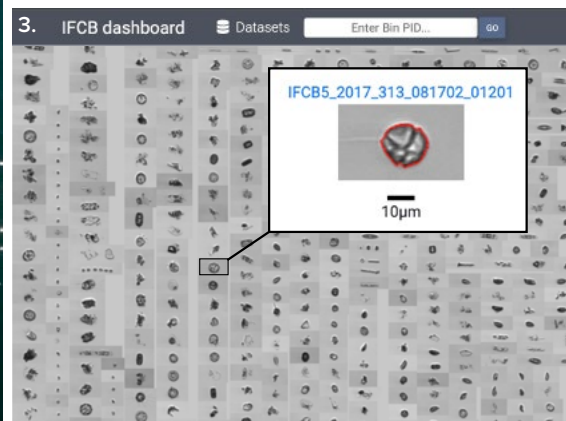 3. IFCB dashboard Datasets Enter Bin PID... GO
IFCB5_2017_313_081702_01201
10µm